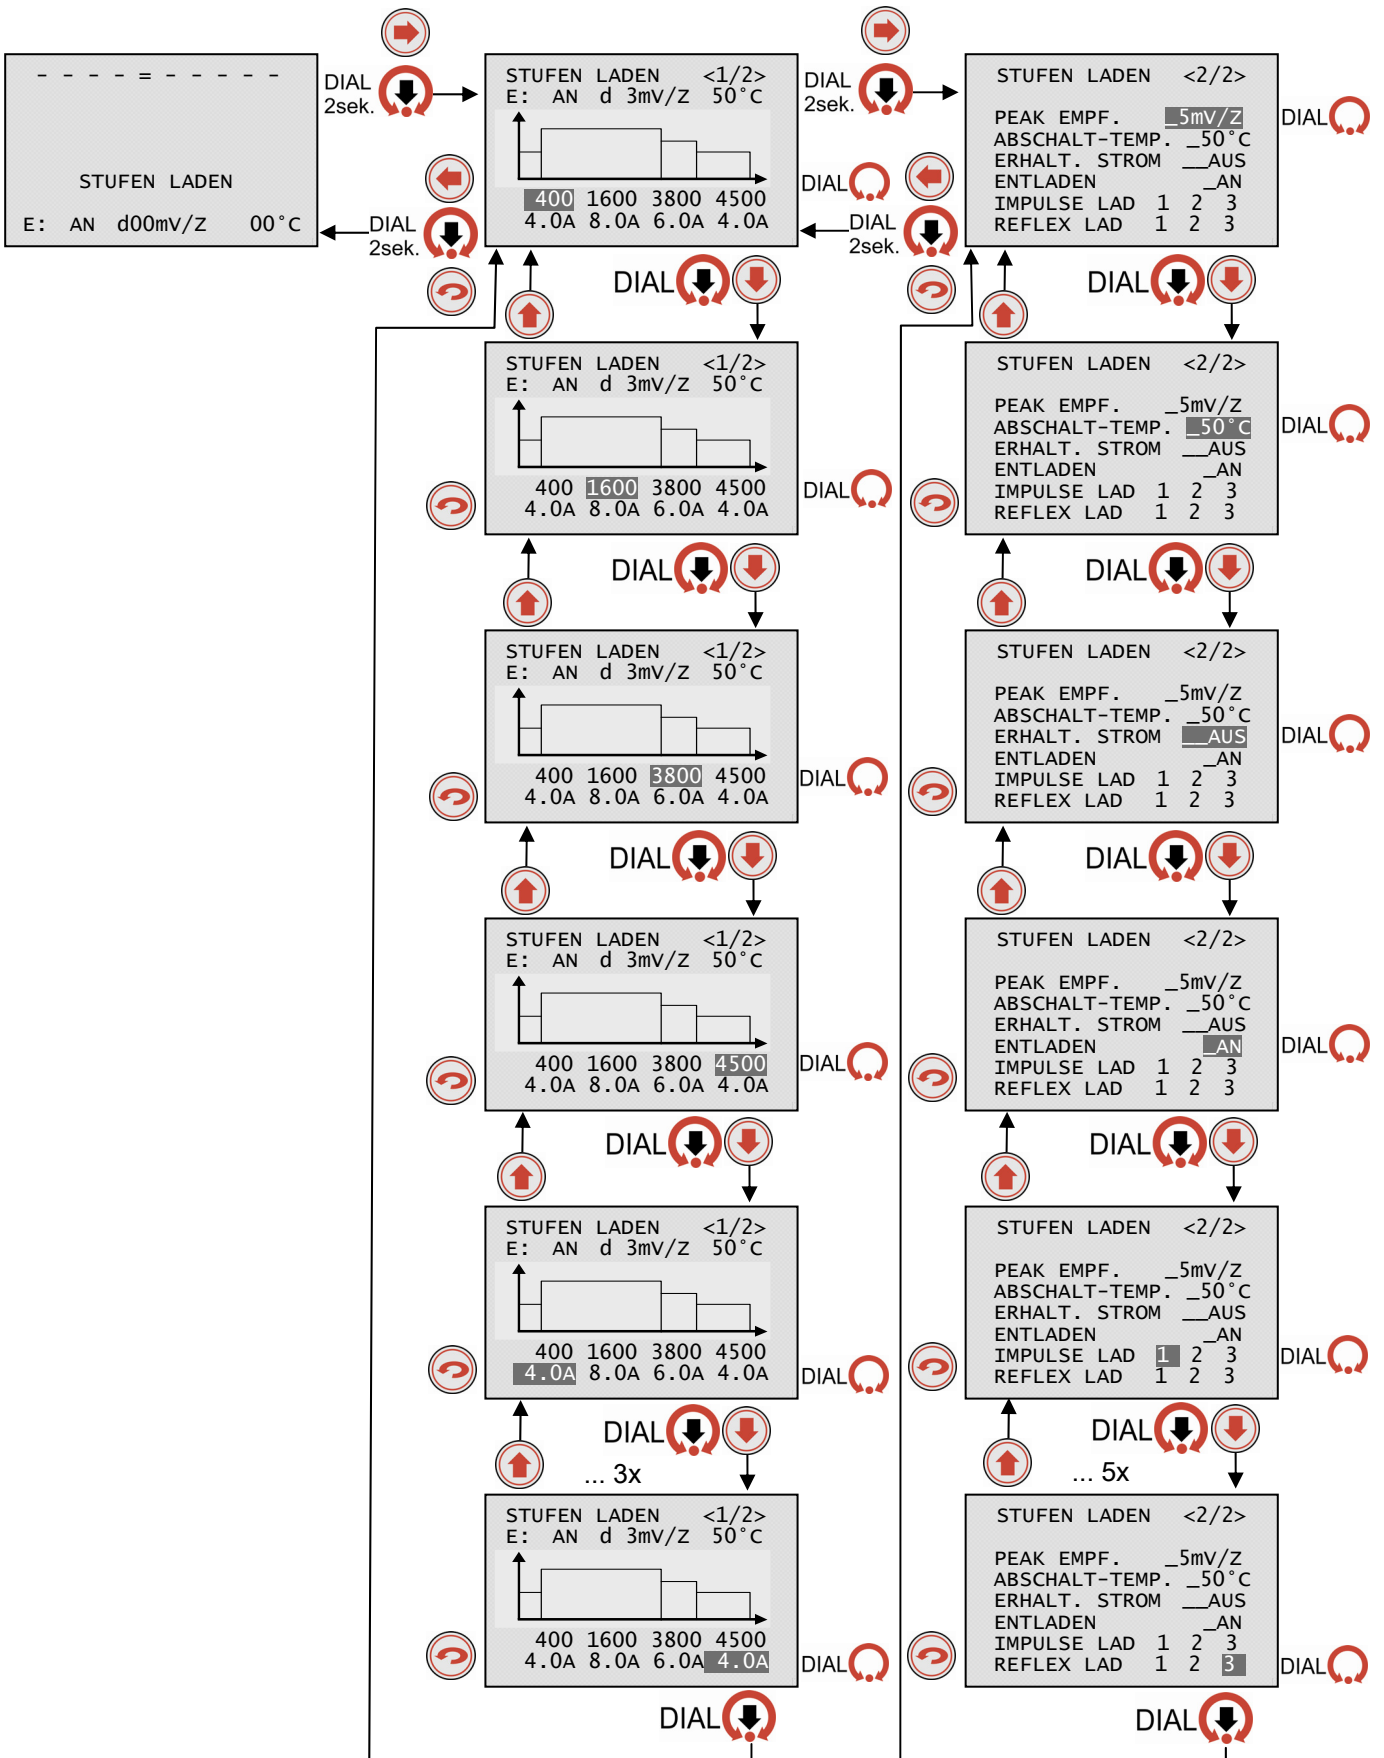 - - - - = - - - - -
STUFEN LADEN
E: AN d00mV/Z 00°C
DIAL
2sek.
DIAL
2sek.
STUFEN LADEN <1/2>
E: AN d 3mV/Z 50°C
400 1600 3800 4500
4.0A 8.0A 6.0A 4.0A
DIAL
2sek.
DIAL
DIAL
2sek.
STUFEN LADEN <2/2>
PEAK EMPF. _5mV/Z
ABSCHALT-TEMP. _50°C
ERHALT. STROM __AUS
ENTLADEN _AN
IMPULSE LAD 1 2 3
REFLEX LAD 1 2 3
DIAL
DIAL
DIAL
STUFEN LADEN <1/2>
E: AN d 3mV/Z 50°C
400 1600 3800 4500
4.0A 8.0A 6.0A 4.0A
DIAL
STUFEN LADEN <2/2>
PEAK EMPF. _5mV/Z
ABSCHALT-TEMP. _50°C
ERHALT. STROM __AUS
ENTLADEN _AN
IMPULSE LAD 1 2 3
REFLEX LAD 1 2 3
DIAL
DIAL
DIAL
STUFEN LADEN <1/2>
E: AN d 3mV/Z 50°C
400 1600 3800 4500
4.0A 8.0A 6.0A 4.0A
DIAL
STUFEN LADEN <2/2>
PEAK EMPF. _5mV/Z
ABSCHALT-TEMP. _50°C
ERHALT. STROM __AUS
ENTLADEN _AN
IMPULSE LAD 1 2 3
REFLEX LAD 1 2 3
DIAL
DIAL
DIAL
STUFEN LADEN <1/2>
E: AN d 3mV/Z 50°C
400 1600 3800 4500
4.0A 8.0A 6.0A 4.0A
DIAL
STUFEN LADEN <2/2>
PEAK EMPF. _5mV/Z
ABSCHALT-TEMP. _50°C
ERHALT. STROM __AUS
ENTLADEN _AN
IMPULSE LAD 1 2 3
REFLEX LAD 1 2 3
DIAL
DIAL
DIAL
STUFEN LADEN <1/2>
E: AN d 3mV/Z 50°C
400 1600 3800 4500
4.0A 8.0A 6.0A 4.0A
DIAL
STUFEN LADEN <2/2>
PEAK EMPF. _5mV/Z
ABSCHALT-TEMP. _50°C
ERHALT. STROM __AUS
ENTLADEN _AN
IMPULSE LAD 1 2 3
REFLEX LAD 1 2 3
DIAL
DIAL
... 3x
DIAL
... 5x
STUFEN LADEN <1/2>
E: AN d 3mV/Z 50°C
400 1600 3800 4500
4.0A 8.0A 6.0A 4.0A
DIAL
STUFEN LADEN <2/2>
PEAK EMPF. _5mV/Z
ABSCHALT-TEMP. _50°C
ERHALT. STROM __AUS
ENTLADEN _AN
IMPULSE LAD 1 2 3
REFLEX LAD 1 2 3
DIAL
DIAL
DIAL